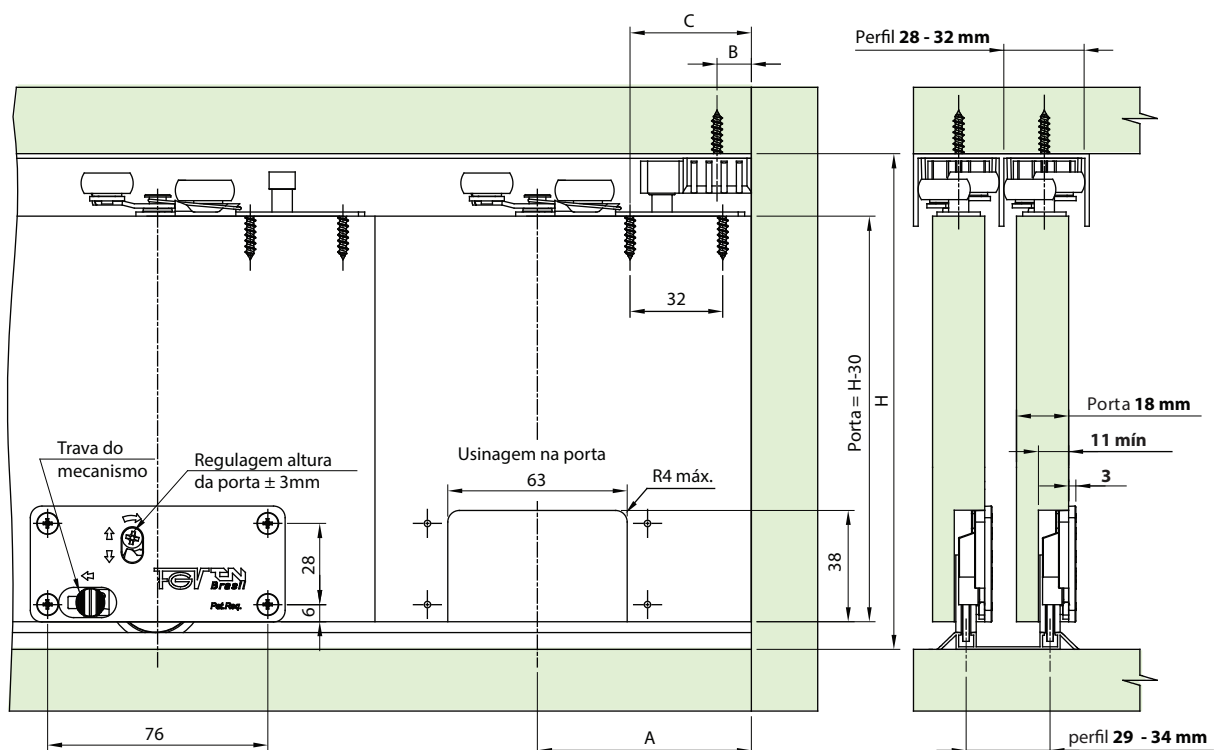 C
Perfil 28 - 32 mm
B
32
Porta = H-30
H
Porta 18 mm
11 mín
3
Trava do
mecanismo
Regulagem altura
da porta ± 3mm
Usinagem na porta
63
R4 máx.
28
38
6
FGV
Brasil
Pat.Req.
76
A
perfil 29 - 34 mm